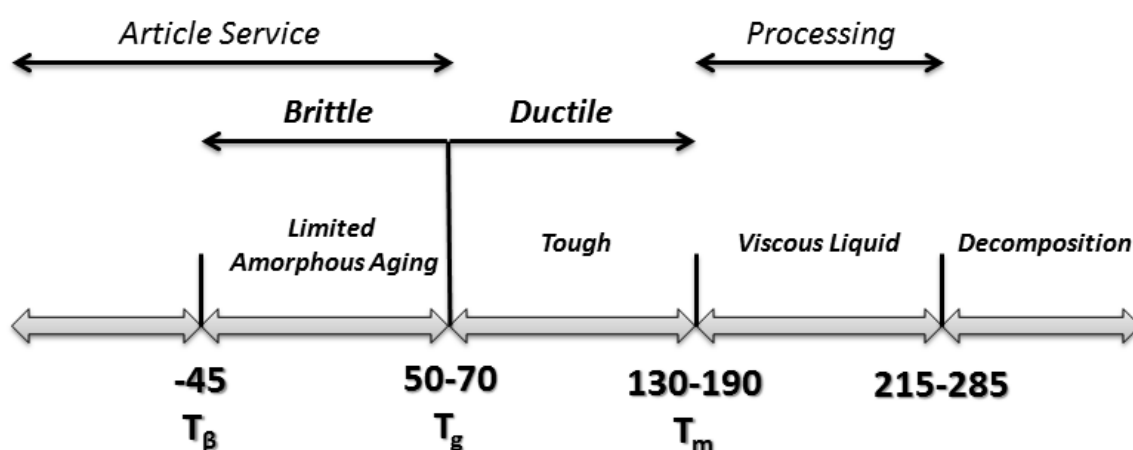 Article Service
Processing
Brittle
Ductile
Limited
Amorphous Aging
Tough
Viscous Liquid
Decomposition
-45
50-70
130-190
215-285
Tβ
Tg
Tm